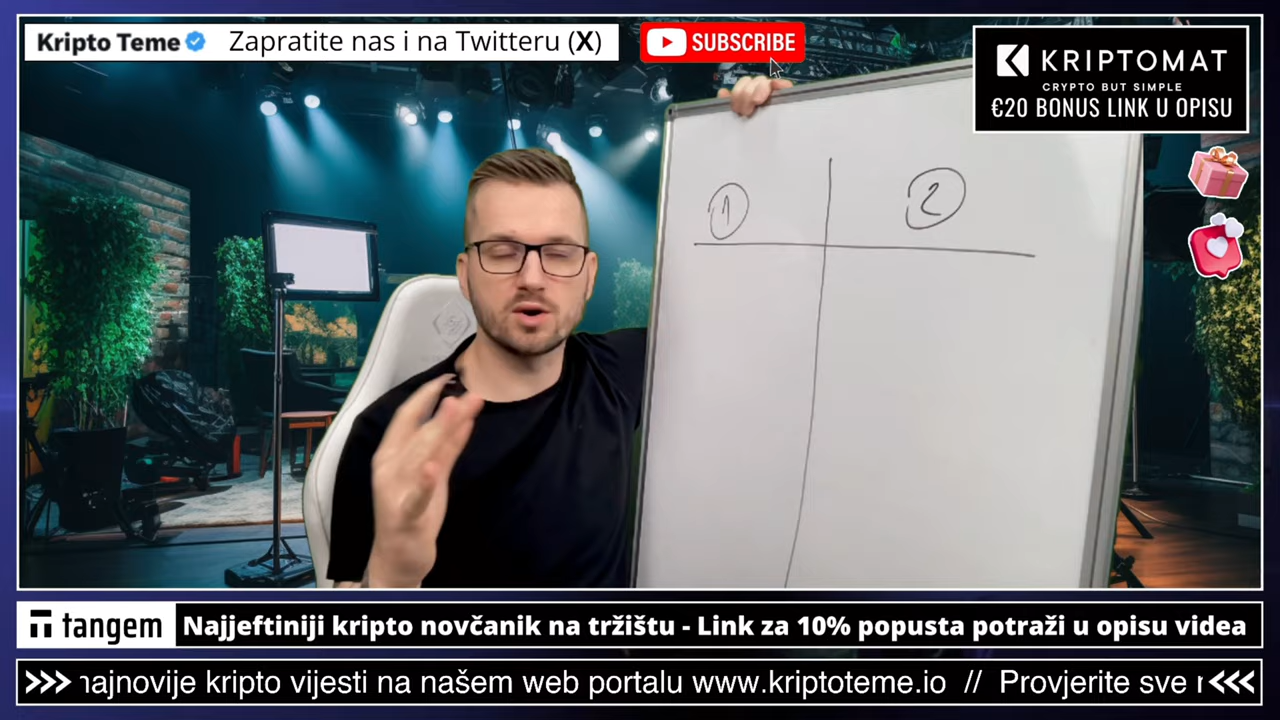 Kripto Teme Zapratite nas i na Twitteru (X)
SUBSCRIBE
KRIPTOMAT
CRYPTO BUT SIMPLE
€20 BONUS LINK U OPISU
1 2
tangem Najjeftiniji kripto novčanik na tržištu - Link za 10% popusta potraži u opisu videa
>>> najnovije kripto vijesti na našem web portalu www.kriptoteme.io // Provjerite sve <<<